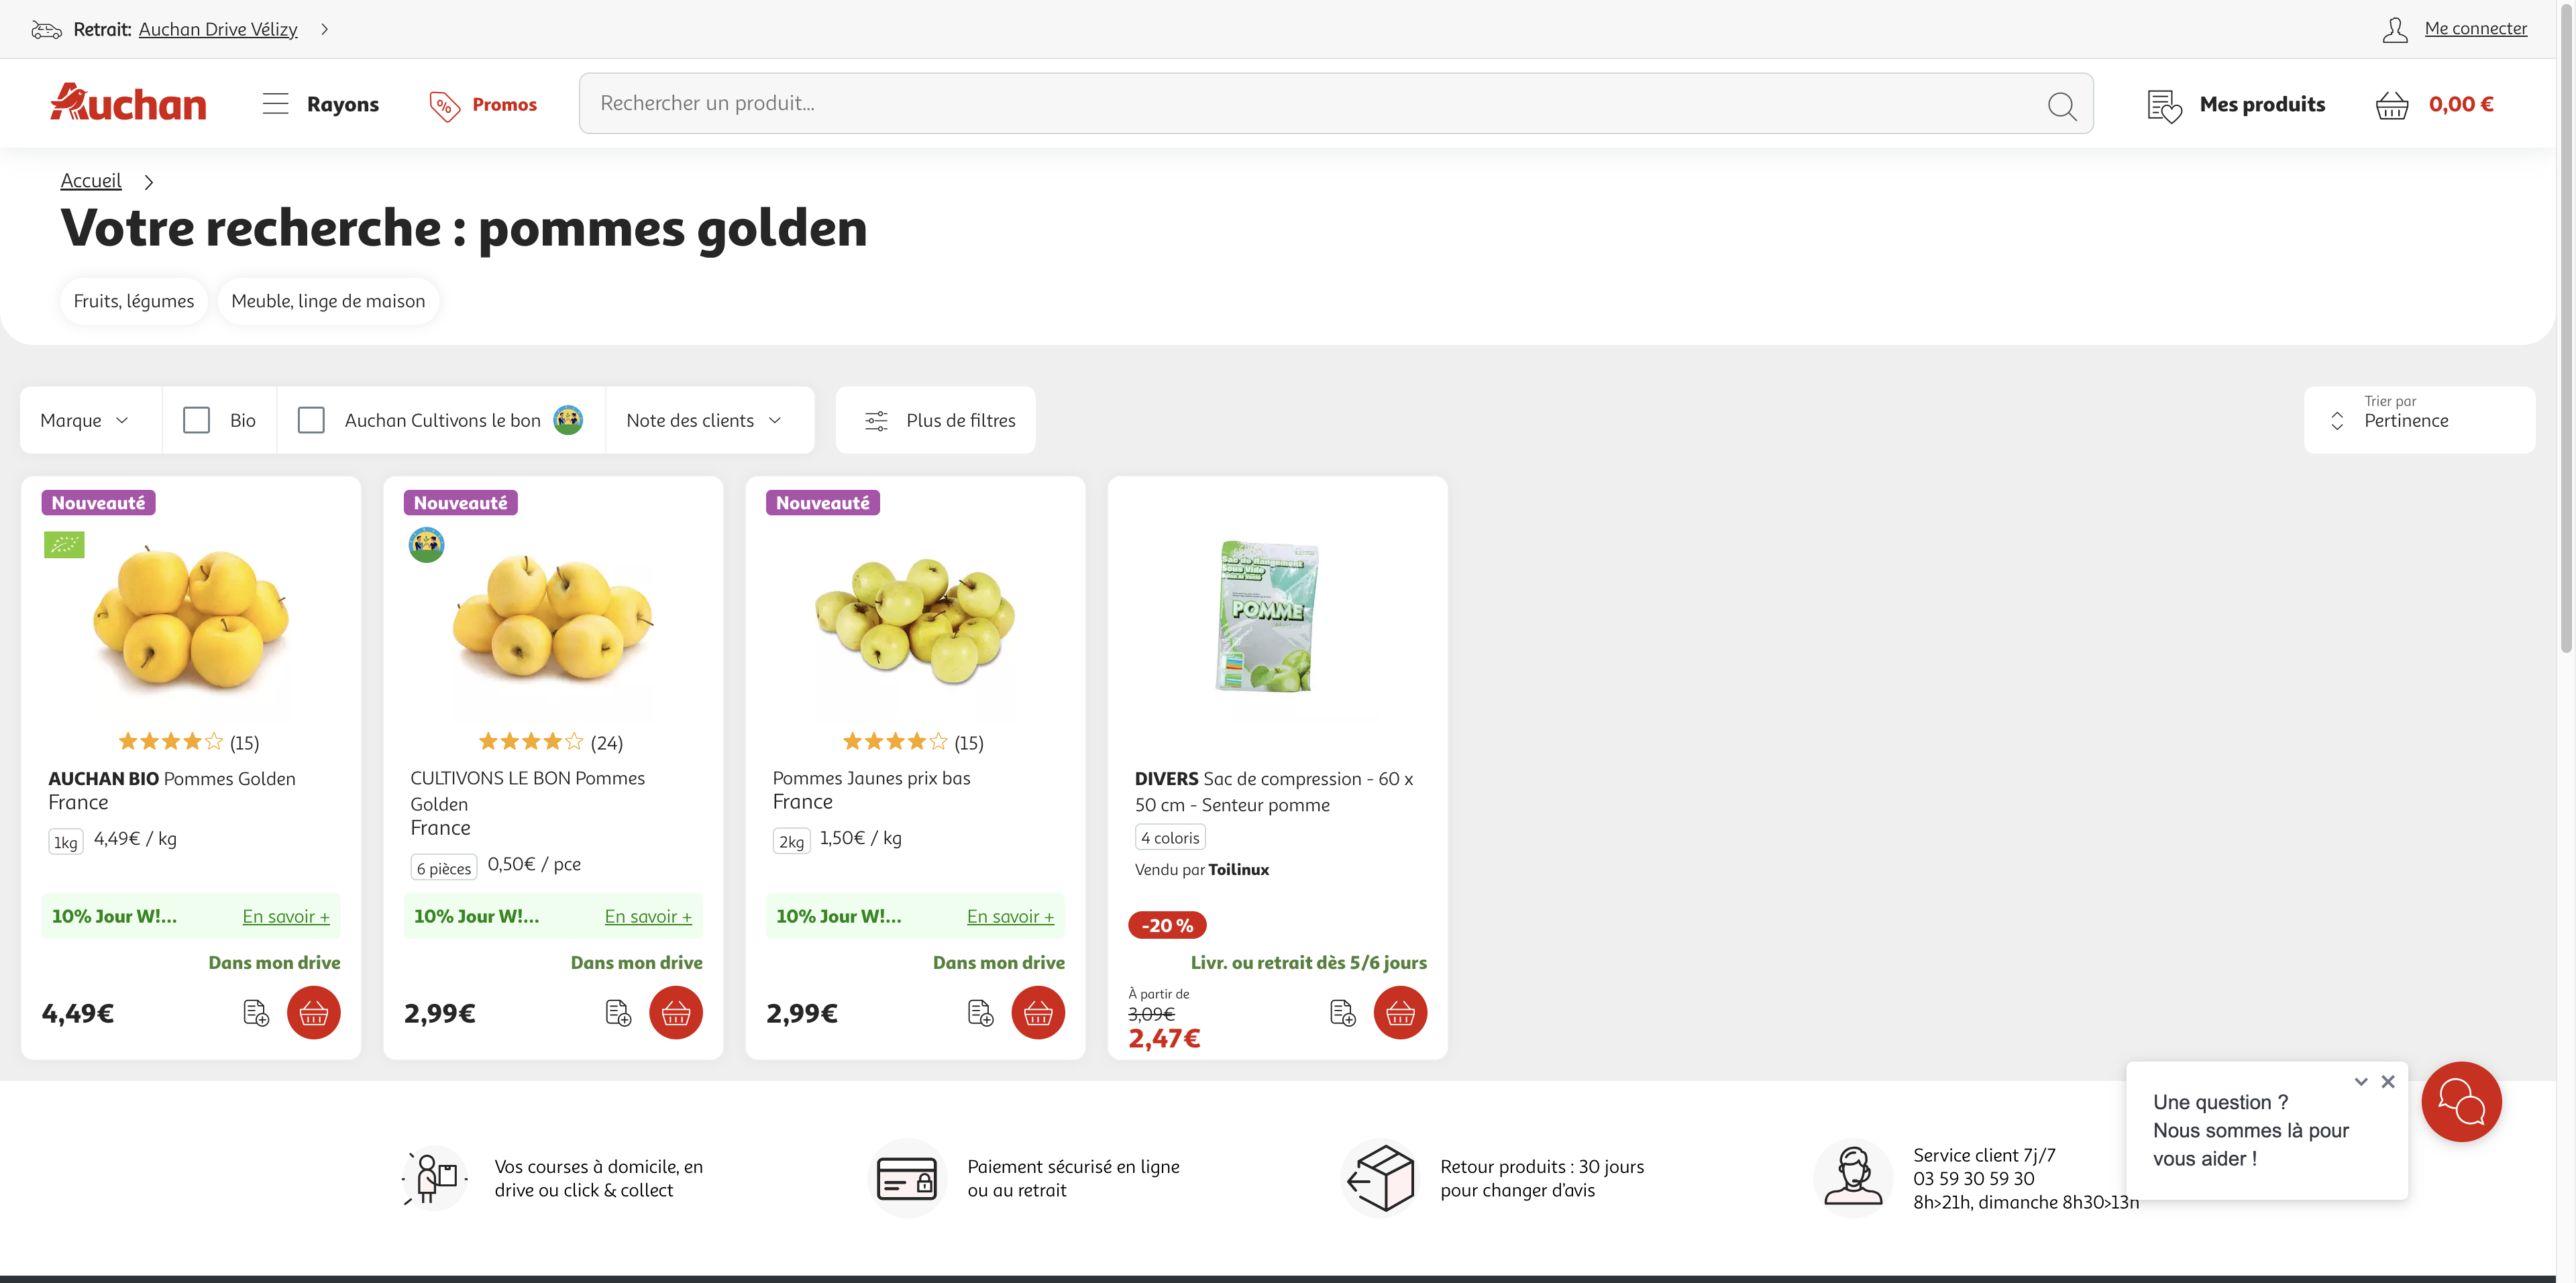 Retrait: Auchan Drive Vélizy
Me connecter
Auchan
Rayons
Promos
Rechercher un produit...
Mes produits
0,00 €
Accueil
Votre recherche : pommes golden
Fruits, légumes
Meuble, linge de maison
Marque
Bio
Auchan Cultivons le bon
Note des clients
Plus de filtres
Trier par
Pertinence
Nouveauté
(15)
AUCHAN BIO Pommes Golden
France
1kg 4,49€ / kg
10% Jour W!... En savoir +
Dans mon drive
4,49€
Nouveauté
(24)
CULTIVONS LE BON Pommes
Golden
France
6 pièces 0,50€ / pce
10% Jour W!... En savoir +
Dans mon drive
2,99€
Nouveauté
(15)
Pommes Jaunes prix bas
France
2kg 1,50€ / kg
10% Jour W!... En savoir +
Dans mon drive
2,99€
Sac de Rangement
Sous Vide
POMME
DIVERS Sac de compression - 60 x
50 cm - Senteur pomme
4 coloris
Vendu par Toilinux
-20 %
Livr. ou retrait dès 5/6 jours
À partir de
3,09€
2,47€
Vos courses à domicile, en
drive ou click & collect
Paiement sécurisé en ligne
ou au retrait
Retour produits : 30 jours
pour changer d'avis
Service client 7j/7
03 59 30 59 30
8h>21h, dimanche 8h30>13h
Une question ?
Nous sommes là pour
vous aider !